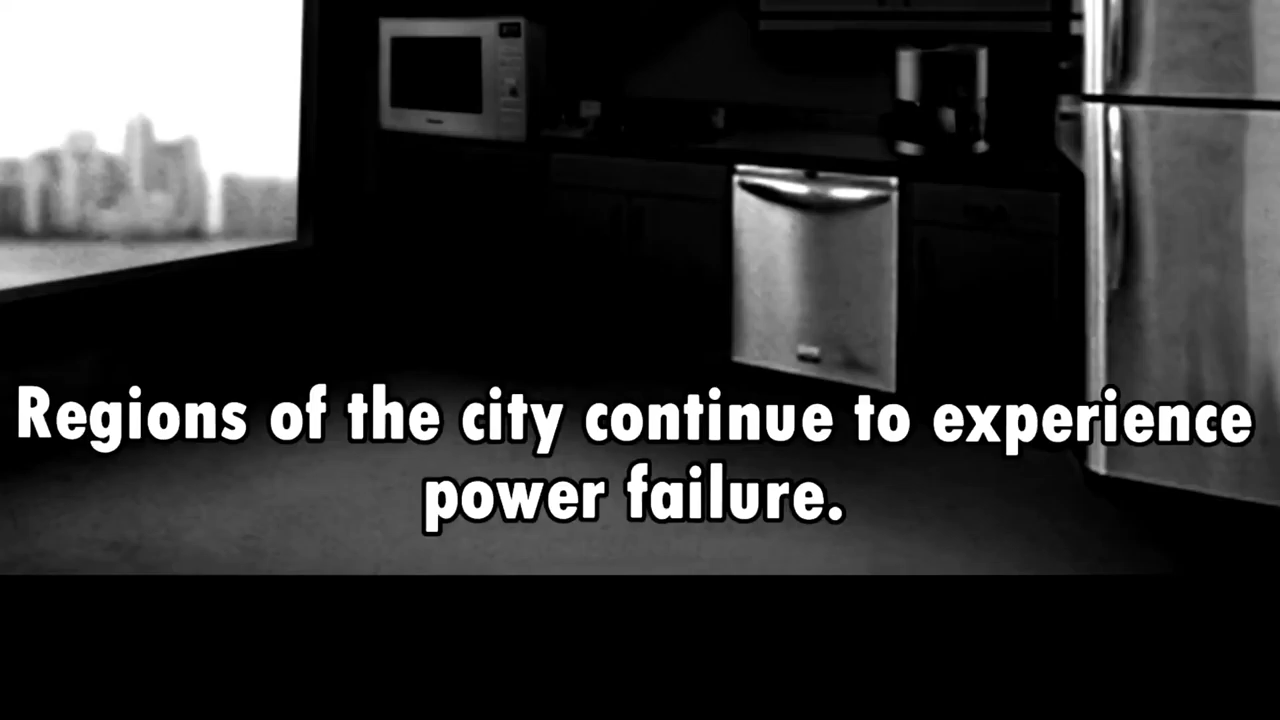 Regions of the city continue to experience
power failure.